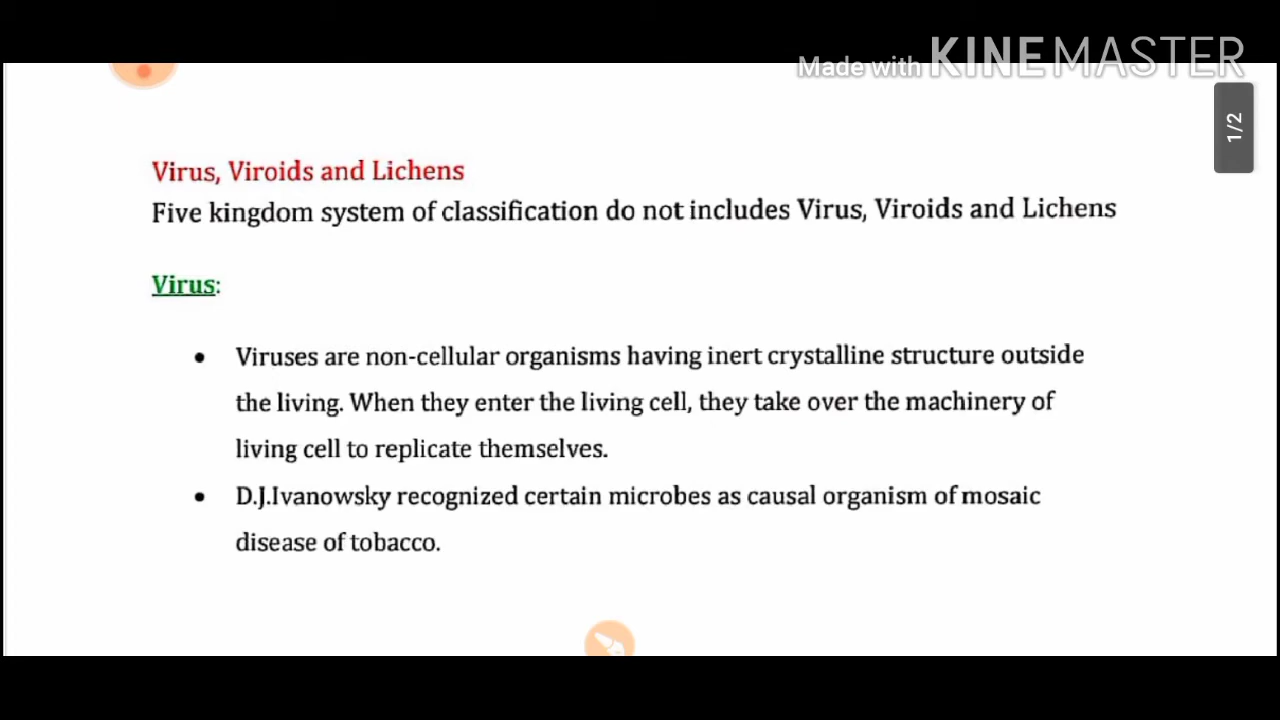 Made with KINEMASTER
1/2
Virus, Viroids and Lichens
Five kingdom system of classification do not includes Virus, Viroids and Lichens
Virus:
• Viruses are non-cellular organisms having inert crystalline structure outside
the living. When they enter the living cell, they take over the machinery of
living cell to replicate themselves.
• D.J.Ivanowsky recognized certain microbes as causal organism of mosaic
disease of tobacco.